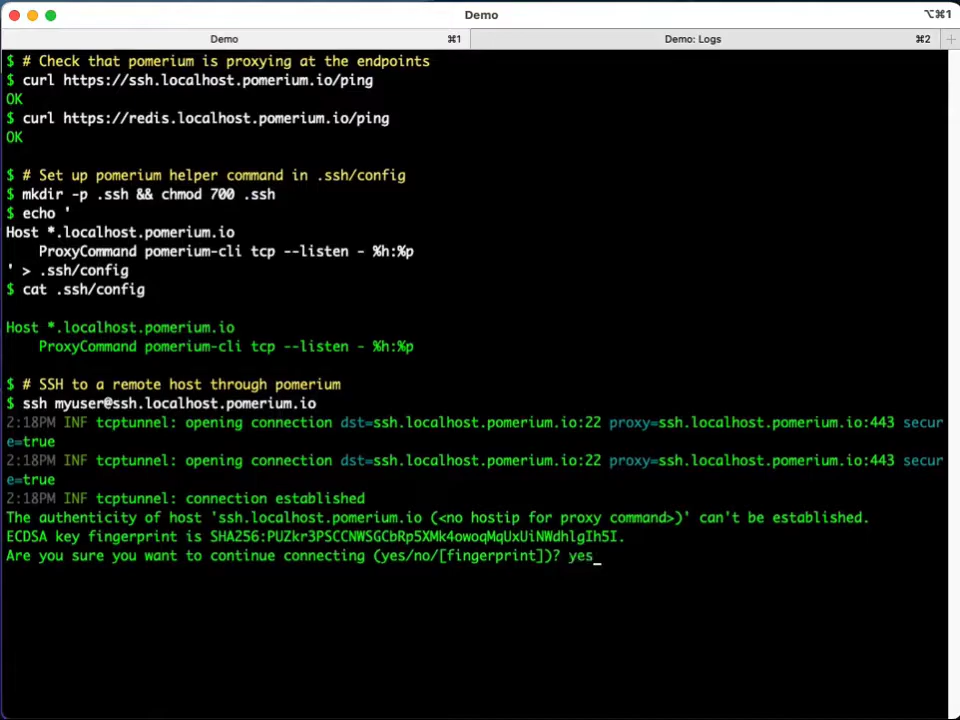 Demo
⌥⌘1
Demo
⌘1
Demo: Logs
⌘2
$ # Check that pomerium is proxying at the endpoints
$ curl https://ssh.localhost.pomerium.io/ping
OK
$ curl https://redis.localhost.pomerium.io/ping
OK
$ # Set up pomerium helper command in .ssh/config
$ mkdir -p .ssh && chmod 700 .ssh
$ echo '
Host *.localhost.pomerium.io
    ProxyCommand pomerium-cli tcp --listen - %h:%p
' > .ssh/config
$ cat .ssh/config
Host *.localhost.pomerium.io
    ProxyCommand pomerium-cli tcp --listen - %h:%p
$ # SSH to a remote host through pomerium
$ ssh myuser@ssh.localhost.pomerium.io
2:18PM INF tcptunnel: opening connection dst=ssh.localhost.pomerium.io:22 proxy=ssh.localhost.pomerium.io:443 secur
e=true
2:18PM INF tcptunnel: opening connection dst=ssh.localhost.pomerium.io:22 proxy=ssh.localhost.pomerium.io:443 secur
e=true
2:18PM INF tcptunnel: connection established
The authenticity of host 'ssh.localhost.pomerium.io (<no hostip for proxy command>)' can't be established.
ECDSA key fingerprint is SHA256:PUZkr3PSCCNWSGCbRp5XMk4owoqMqUxUiNWdhlgIh5I.
Are you sure you want to continue connecting (yes/no/[fingerprint])? yes_